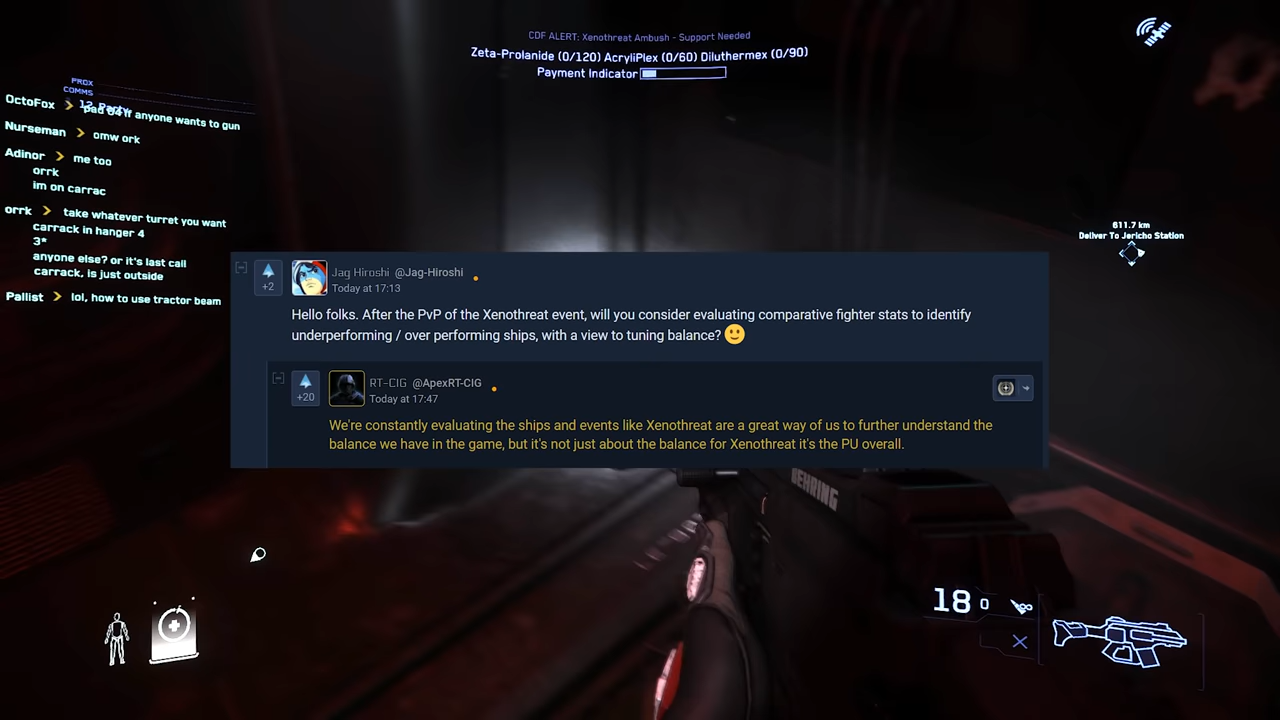 CDF ALERT: Xenothreat Ambush - Support Needed
Zeta-Prolanide (0/120) AcryliPlex (0/60) Diluthermex (0/90)
Payment Indicator
PROX
COMMS
12. Party
OctoFox > pad 04 if anyone wants to gun
Nurseman > omw ork
Adinor > me too
orrk
im on carrac
orrk > take whatever turret you want
carrack in hanger 4
3*
anyone else? or it's last call
carrack, is just outside
Pallist > lol, how to use tractor beam
611.7 km
Deliver To Jericho Station
[-]
+2
Jag Hiroshi @Jag-Hiroshi
Today at 17:13
Hello folks. After the PvP of the Xenothreat event, will you consider evaluating comparative fighter stats to identify
underperforming / over performing ships, with a view to tuning balance? 🙂
[-]
+20
RT-CIG @ApexRT-CIG
Today at 17:47
We're constantly evaluating the ships and events like Xenothreat are a great way of us to further understand the
balance we have in the game, but it's not just about the balance for Xenothreat it's the PU overall.
BEHRING
18 0